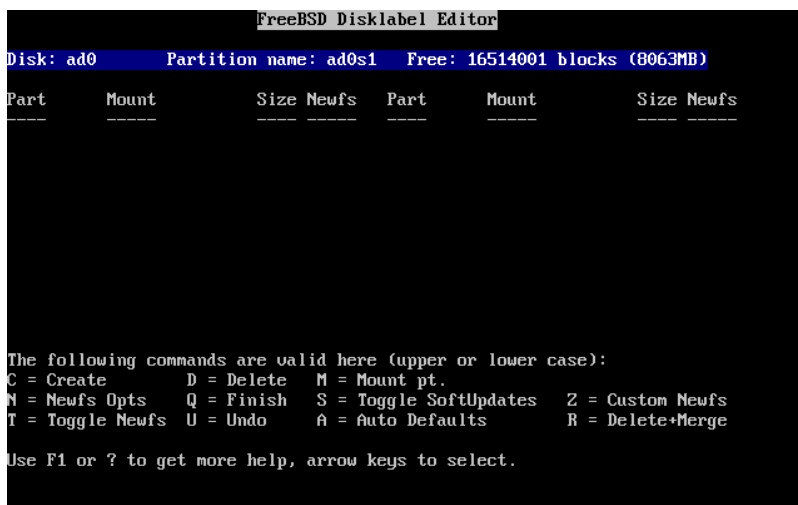 FreeBSD Disklabel Editor
Disk: ad0 Partition name: ad0s1 Free: 16514001 blocks (8063MB)
Part Mount Size Newfs Part Mount Size Newfs
---- ----- ---- ----- ---- ----- ---- -----
The following commands are valid here (upper or lower case):
C = Create D = Delete M = Mount pt.
N = Newfs Opts Q = Finish S = Toggle SoftUpdates Z = Custom Newfs
T = Toggle Newfs U = Undo A = Auto Defaults R = Delete+Merge
Use F1 or ? to get more help, arrow keys to select.